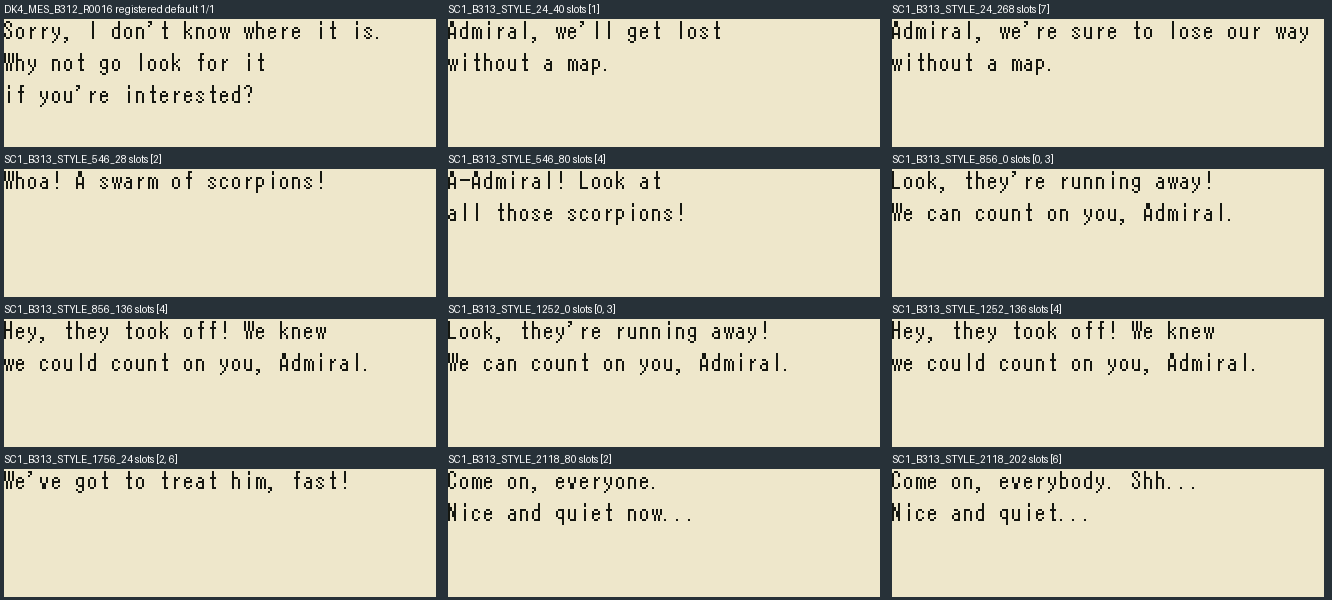 DK4_MES_B312_R0016 registered default 1/1
Sorry, I don't know where it is.
Why not go look for it
if you're interested?
SC1_B313_STYLE_24_40 slots [1]
Admiral, we'll get lost
without a map.
SC1_B313_STYLE_24_268 slots [7]
Admiral, we're sure to lose our way
without a map.
SC1_B313_STYLE_546_28 slots [2]
Whoa! A swarm of scorpions!
SC1_B313_STYLE_546_80 slots [4]
A-Admiral! Look at
all those scorpions!
SC1_B313_STYLE_856_0 slots [0, 3]
Look, they're running away!
We can count on you, Admiral.
SC1_B313_STYLE_856_136 slots [4]
Hey, they took off! We knew
we could count on you, Admiral.
SC1_B313_STYLE_1252_0 slots [0, 3]
Look, they're running away!
We can count on you, Admiral.
SC1_B313_STYLE_1252_136 slots [4]
Hey, they took off! We knew
we could count on you, Admiral.
SC1_B313_STYLE_1756_24 slots [2, 6]
We've got to treat him, fast!
SC1_B313_STYLE_2118_80 slots [2]
Come on, everyone.
Nice and quiet now...
SC1_B313_STYLE_2118_202 slots [6]
Come on, everybody. Shh...
Nice and quiet...